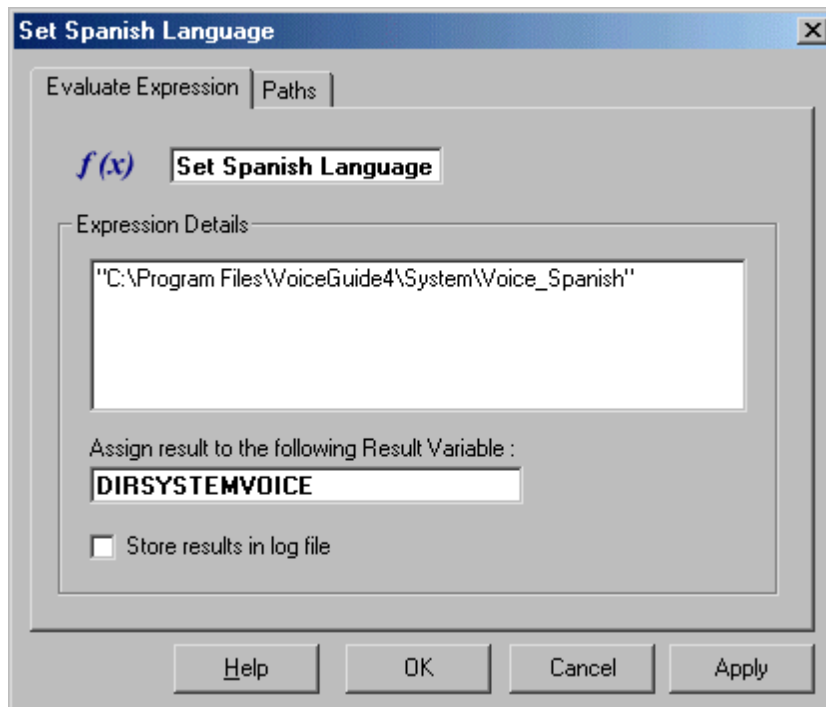 Set Spanish Language
Evaluate Expression Paths
f (x) Set Spanish Language
Expression Details
"C:\Program Files\VoiceGuide4\System\Voice_Spanish"
Assign result to the following Result Variable :
DIRSYSTEMVOICE
Store results in log file
Help OK Cancel Apply